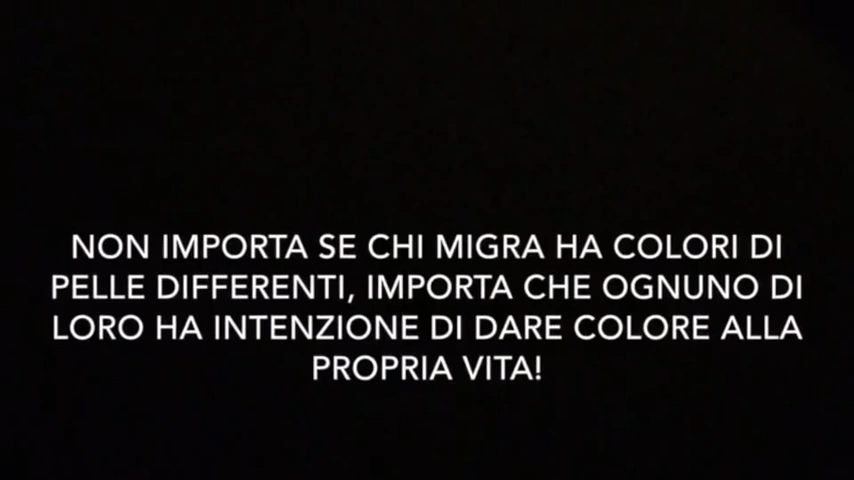 NON IMPORTA SE CHI MIGRA HA COLORI DI
PELLE DIFFERENTI, IMPORTA CHE OGNUNO DI
LORO HA INTENZIONE DI DARE COLORE ALLA
PROPRIA VITA!